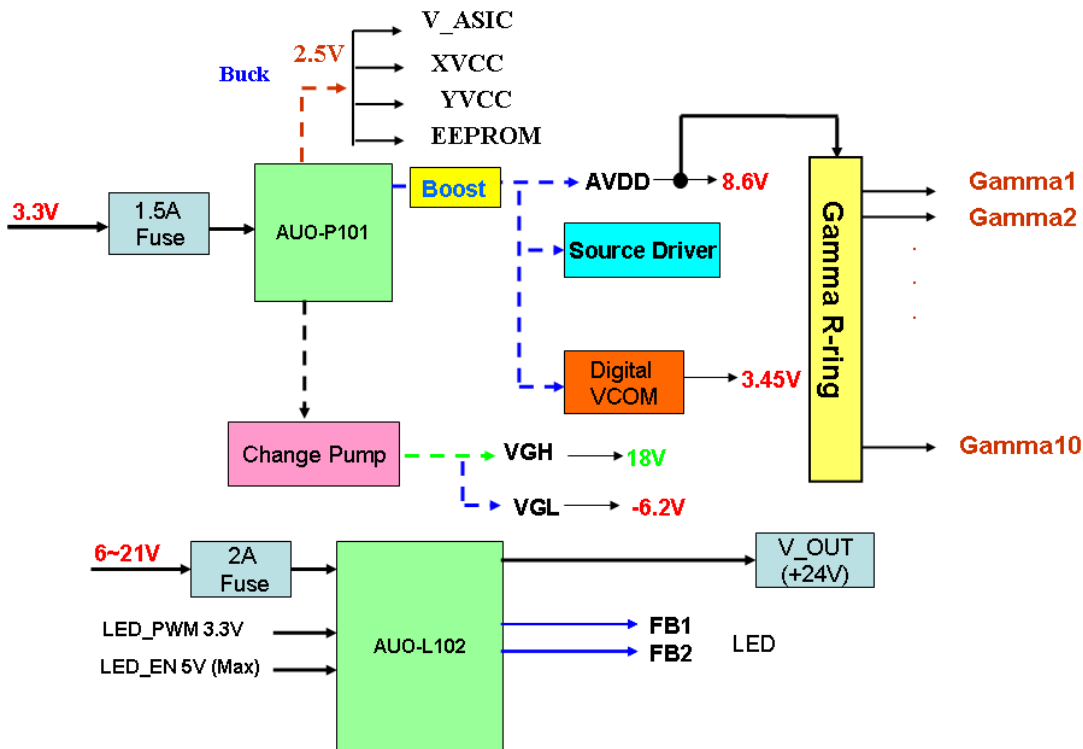 V_ASIC
2.5V
XVCC
Buck
YVCC
EEPROM
Boost
AVDD
8.6V
3.3V
1.5A
Fuse
AUO-P101
Source Driver
Gamma R-ring
Gamma1
Gamma2
.
.
.
Digital
VCOM
3.45V
Change Pump
VGH
18V
Gamma10
VGL
-6.2V
6~21V
2A
Fuse
V_OUT
(+24V)
LED_PWM 3.3V
AUO-L102
FB1
FB2
LED
LED_EN 5V (Max)